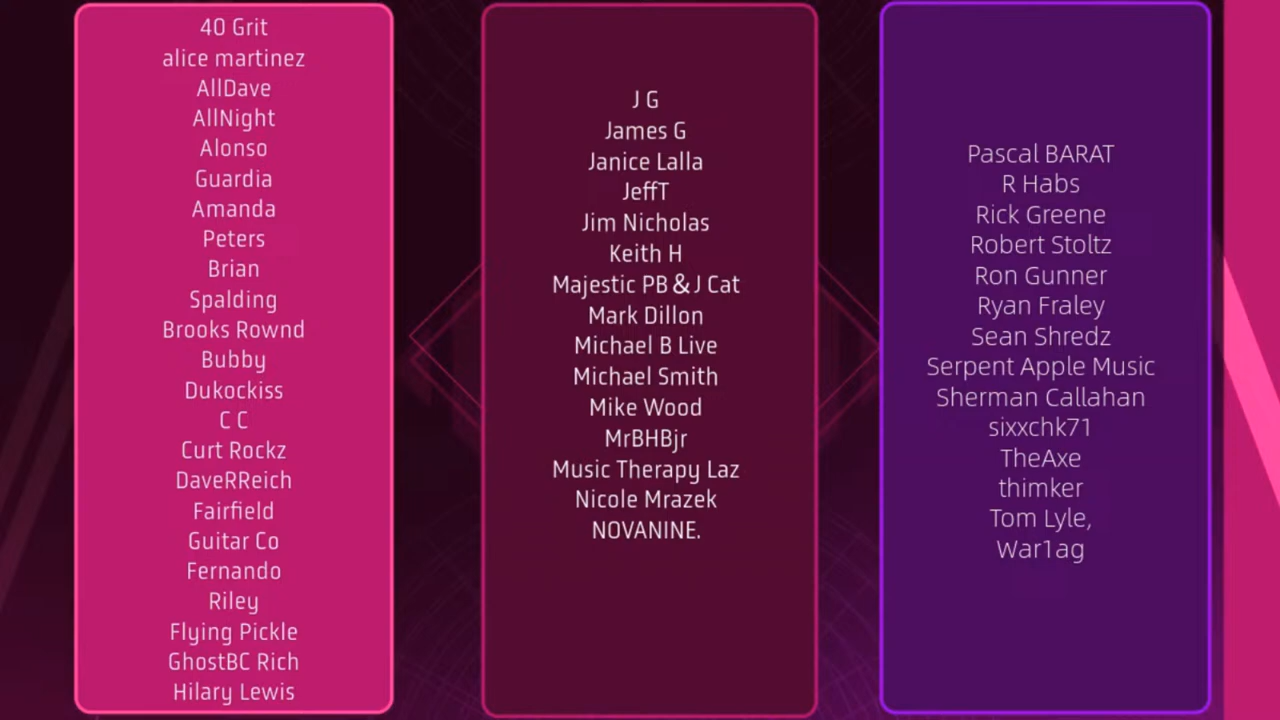 40 Grit
alice martinez
AllDave
AllNight
Alonso
Guardia
Amanda
Peters
Brian
Spalding
Brooks Rownd
Bubby
Dukockiss
C C
Curt Rockz
DaveRReich
Fairfield
Guitar Co
Fernando
Riley
Flying Pickle
GhostBC Rich
Hilary Lewis
J G
James G
Janice Lalla
JeffT
Jim Nicholas
Keith H
Majestic PB & J Cat
Mark Dillon
Michael B Live
Michael Smith
Mike Wood
MrBHBjr
Music Therapy Laz
Nicole Mrazek
NOVANINE.
Pascal BARAT
R Habs
Rick Greene
Robert Stoltz
Ron Gunner
Ryan Fraley
Sean Shredz
Serpent Apple Music
Sherman Callahan
sixxchk71
TheAxe
thimker
Tom Lyle,
War1ag